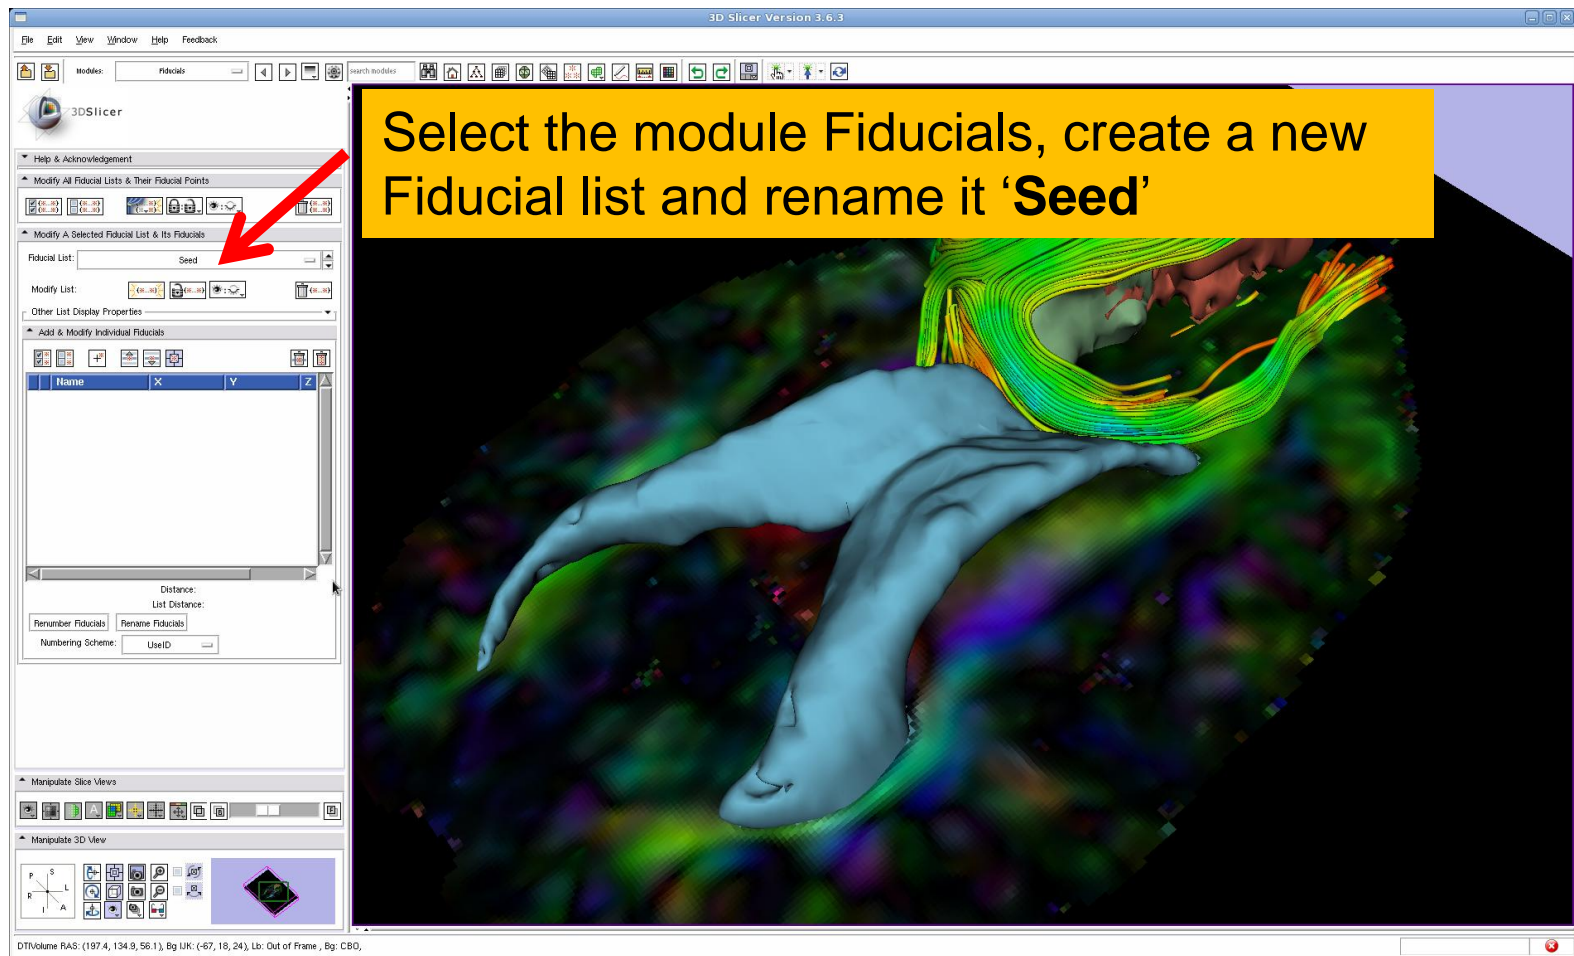 3D Slicer Version 3.6.3
File Edit View Window Help Feedback
Modules: Fiducials search modules
3DSlicer
Select the module Fiducials, create a new
Fiducial list and rename it ‘Seed’
Help & Acknowledgement
Modify All Fiducial Lists & Their Fiducial Points
Modify A Selected Fiducial List & Its Fiducials
Fiducial List: Seed
Modify List:
Other List Display Properties
Add & Modify Individual Fiducials
Name X Y Z
Distance:
List Distance:
Renumber Fiducials Rename Fiducials
Numbering Scheme: UseID
Manipulate Slice Views
Manipulate 3D View
P S
R L
I A
DTIVolume RAS: (197.4, 134.9, 56.1), Bg IJK: (-67, 18, 24), Lb: Out of Frame , Bg: CBO,